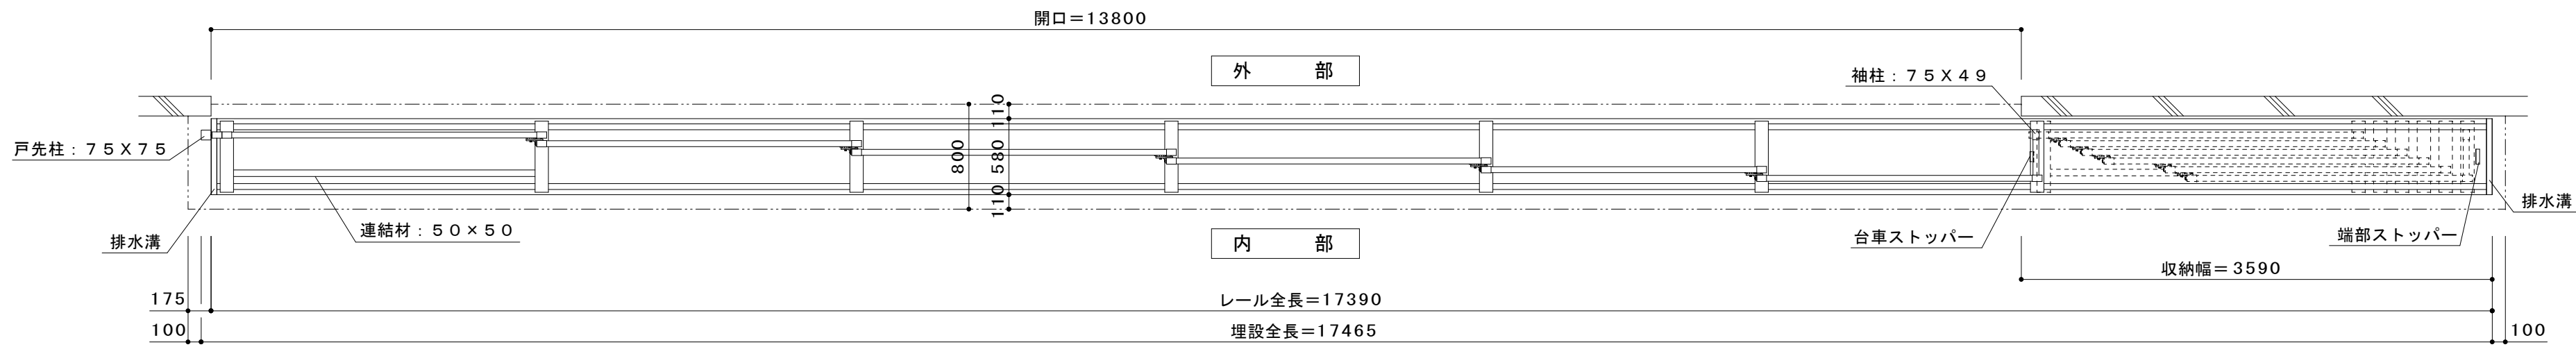 開口＝13800
外　部
袖柱：７５Ｘ４９
110
800
580
110
戸先柱：７５Ｘ７５
排水溝
連結材：５０×５０
内　部
台車ストッパー
端部ストッパー
排水溝
収納幅＝3590
175
レール全長＝17390
100
埋設全長＝17465
100